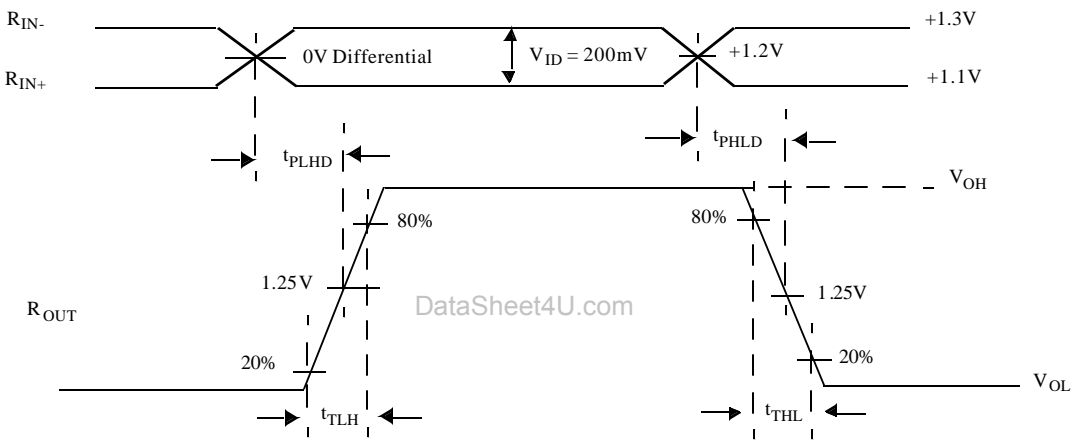 R_IN-
+1.3V
0V Differential
V_ID = 200mV
+1.2V
R_IN+
+1.1V
t_PLHD
t_PHLD
V_OH
80%
80%
1.25V
1.25V
R_OUT
DataSheet4U.com
20%
20%
V_OL
t_TLH
t_THL